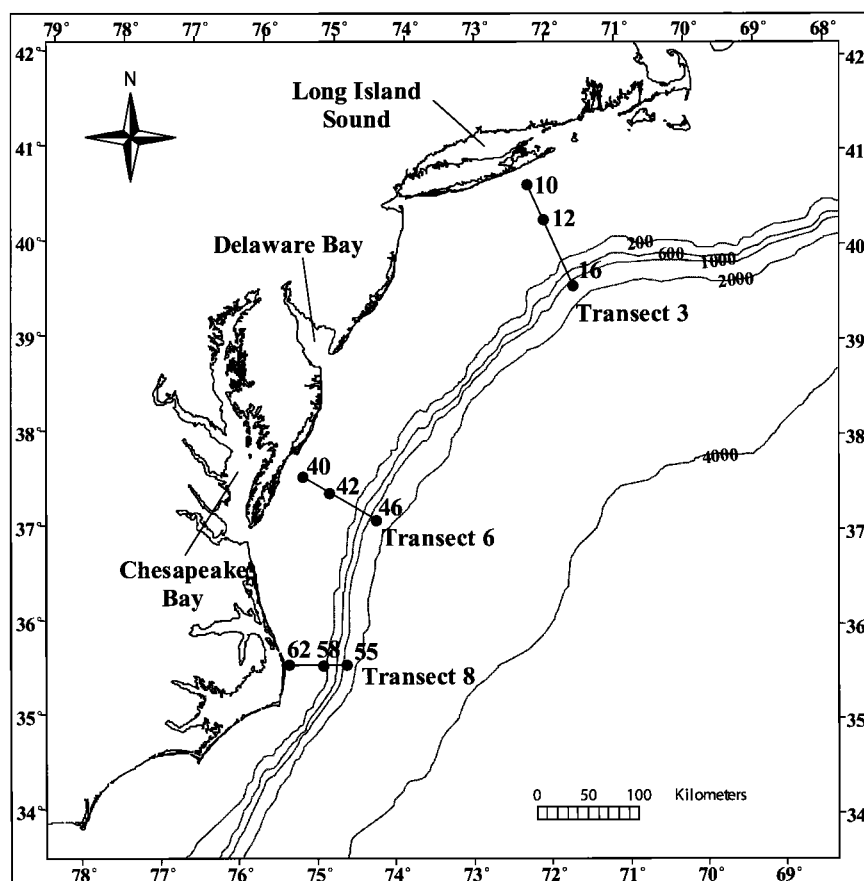 79° 78° 77° 76° 75° 74° 73° 72° 71° 70° 69° 68°
42° 42
N
Long Island
Sound
41° 41°
10
12
Delaware Bay
40° 200 40°
600
1000
16 2000
Transect 3
39° 39°
38° 38°
4000
40
42
46
37° Transect 6 37°
Chesapeake
Bay
36° 36°
62 58 55
Transect 8
35° 35°
0 50 100 Kilometers
34° 34°
78° 77° 76° 75° 74° 73° 72° 71° 70° 69°